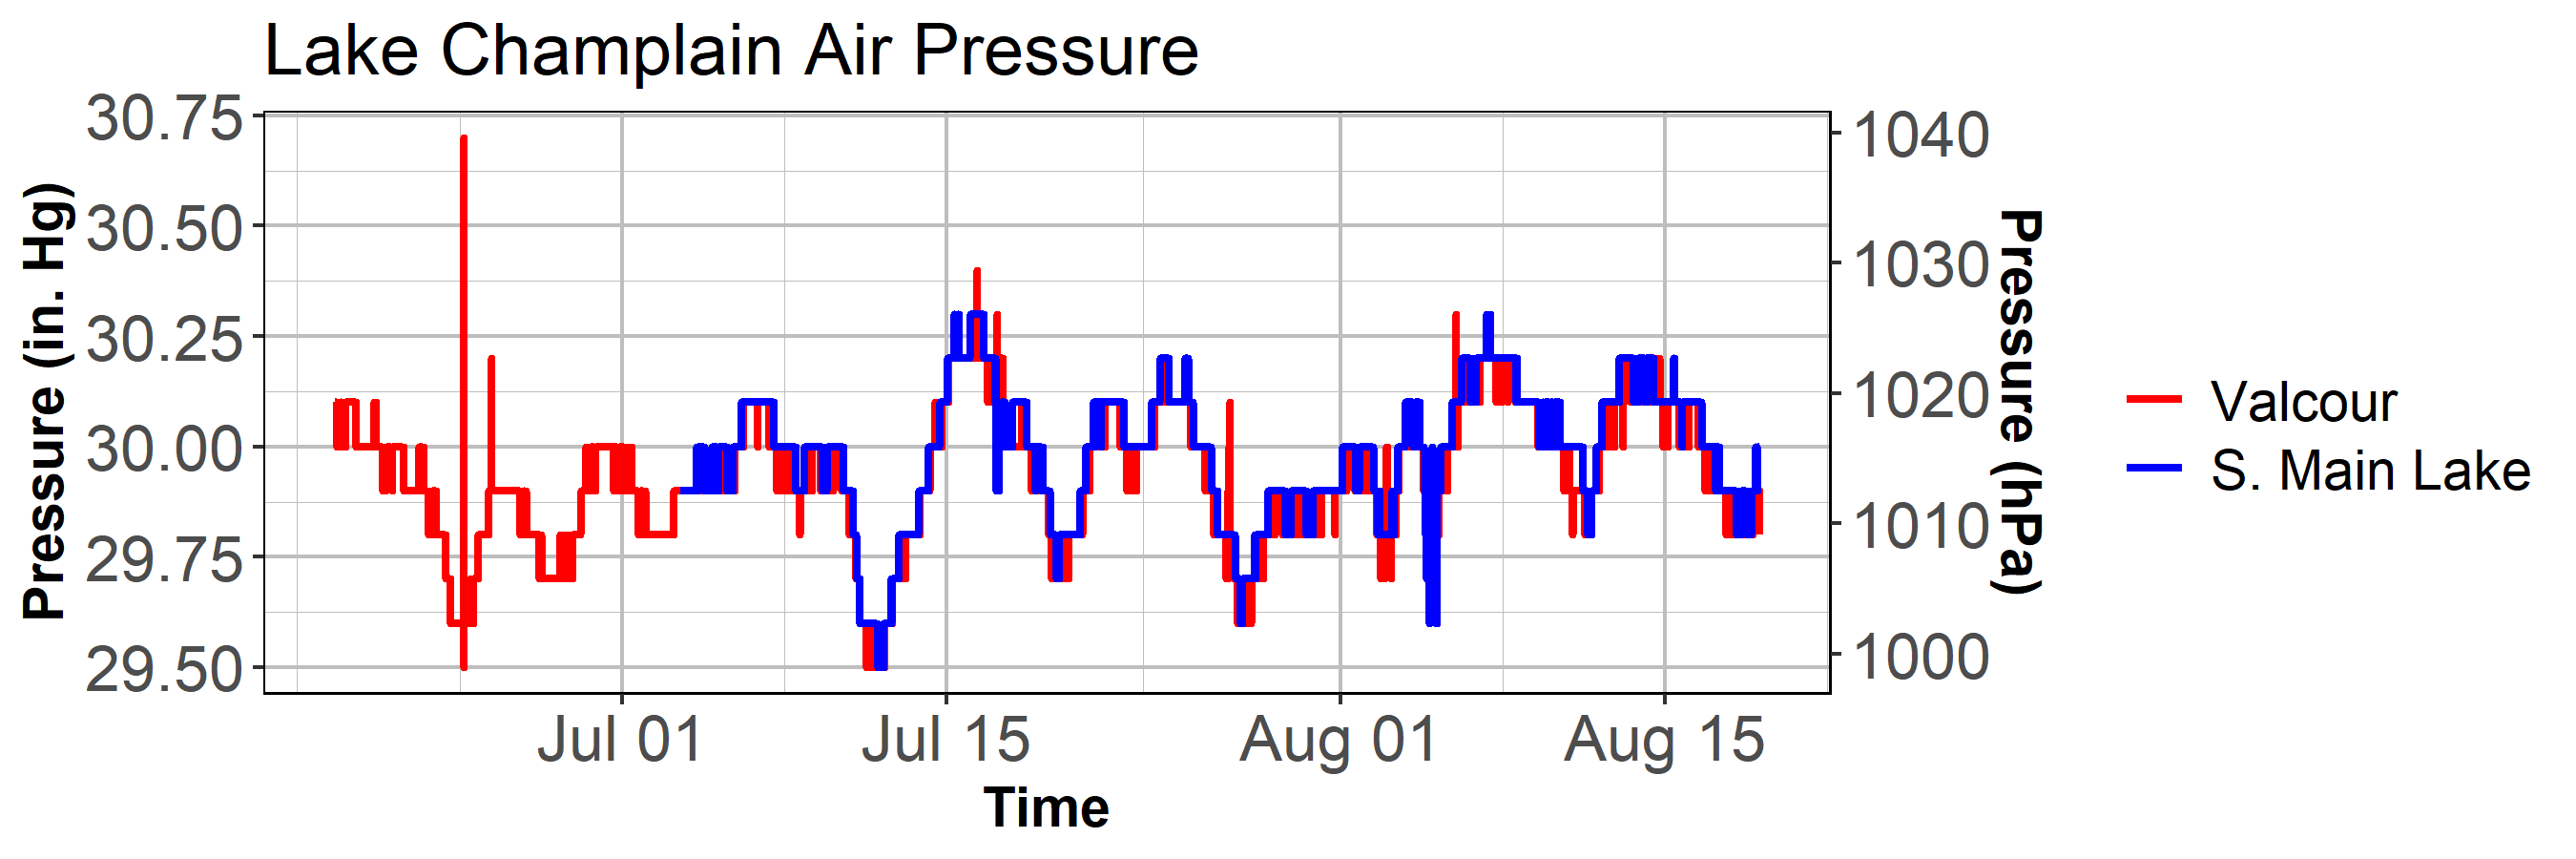 Lake Champlain Air Pressure
Pressure (in. Hg)
30.75
30.50
30.25
30.00
29.75
29.50
1040
1030
1020
1010
1000
Pressure (hPa)
Jul 01
Jul 15
Aug 01
Aug 15
Time
Valcour
S. Main Lake